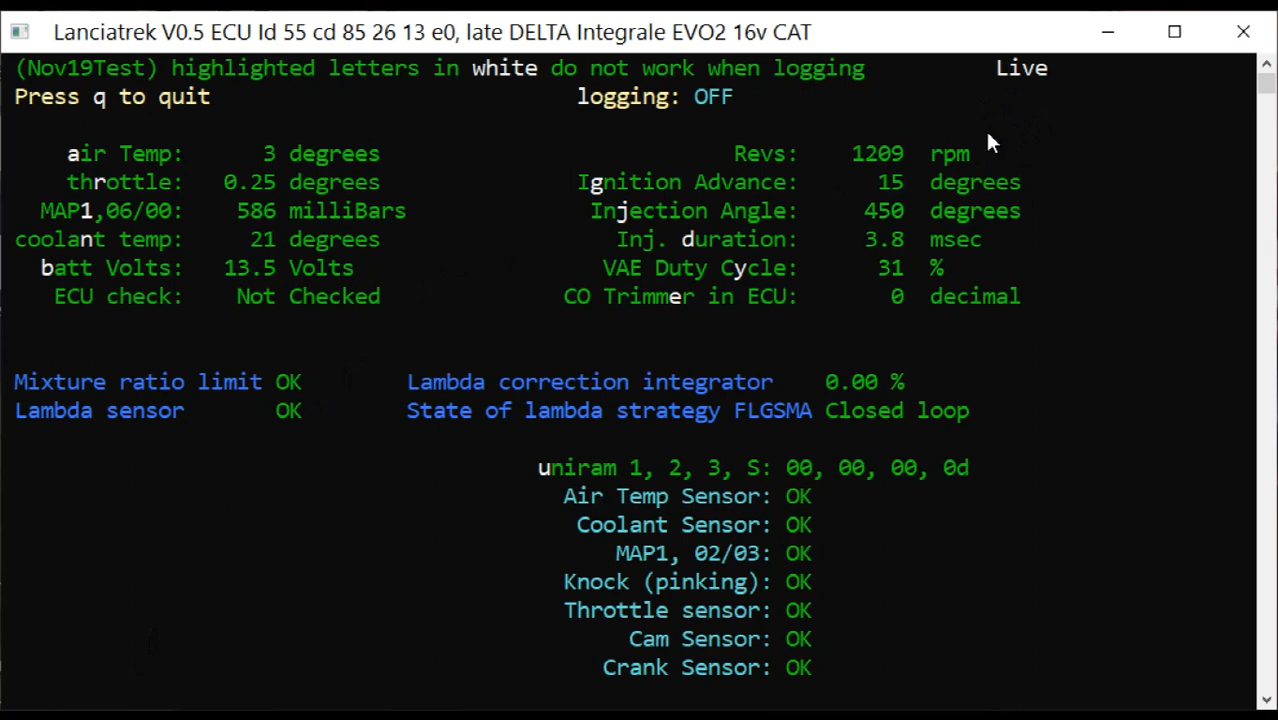 Lanciatrek V0.5 ECU Id 55 cd 85 26 13 e0, late DELTA Integrale EVO2 16v CAT
(Nov19Test) highlighted letters in white do not work when logging Live
Press q to quit logging: OFF
air Temp: 3 degrees Revs: 1209 rpm
throttle: 0.25 degrees Ignition Advance: 15 degrees
MAP1,06/00: 586 milliBars Injection Angle: 450 degrees
coolant temp: 21 degrees Inj. duration: 3.8 msec
batt Volts: 13.5 Volts VAE Duty Cycle: 31 %
ECU check: Not Checked CO Trimmer in ECU: 0 decimal
Mixture ratio limit OK Lambda correction integrator 0.00 %
Lambda sensor OK State of lambda strategy FLGSMA Closed loop
uniram 1, 2, 3, S: 00, 00, 00, 0d
Air Temp Sensor: OK
Coolant Sensor: OK
MAP1, 02/03: OK
Knock (pinking): OK
Throttle sensor: OK
Cam Sensor: OK
Crank Sensor: OK